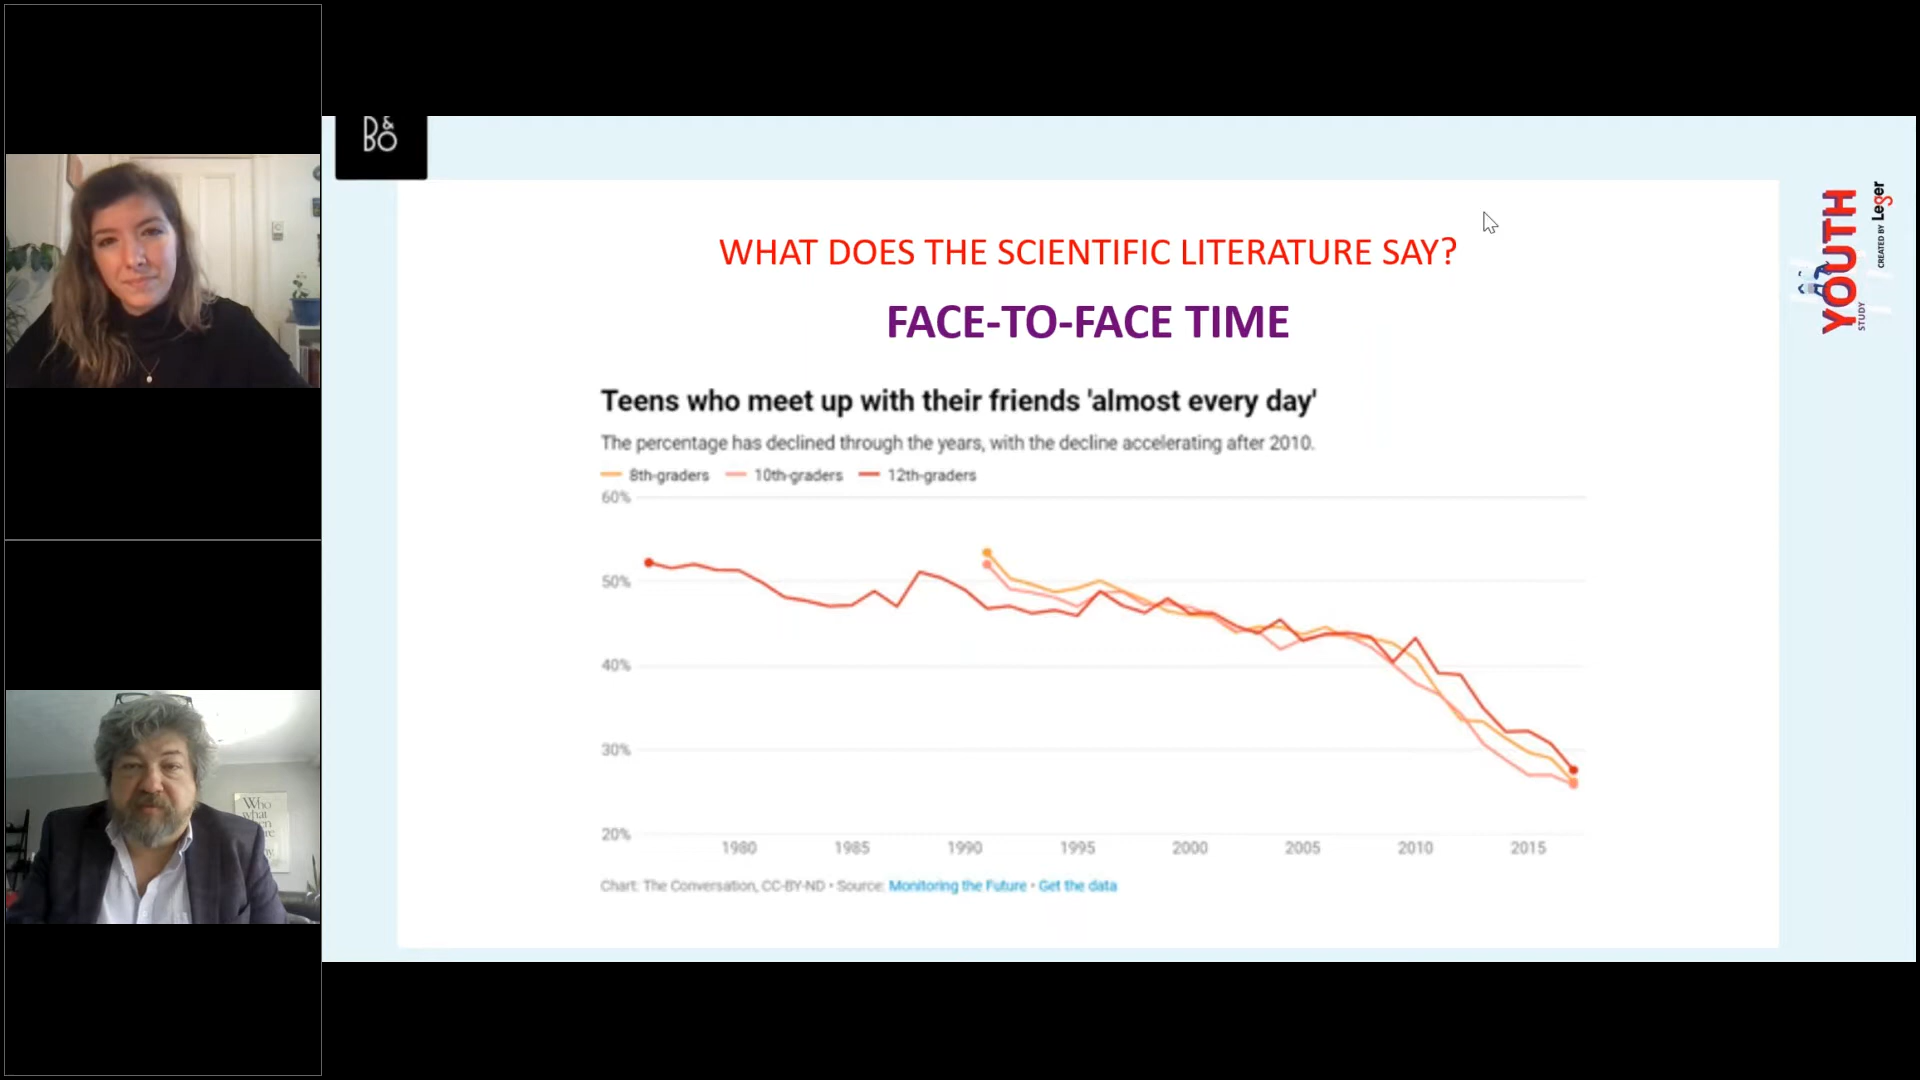 B&O
WHAT DOES THE SCIENTIFIC LITERATURE SAY?
FACE-TO-FACE TIME
Teens who meet up with their friends 'almost every day'
The percentage has declined through the years, with the decline accelerating after 2010.
8th-graders 10th-graders 12th-graders
60%
50%
40%
30%
20%
1980 1985 1990 1995 2000 2005 2010 2015
Chart: The Conversation, CC-BY-ND • Source: Monitoring the Future • Get the data
YOUTH
STUDY
CREATED BY Leger
Who
what